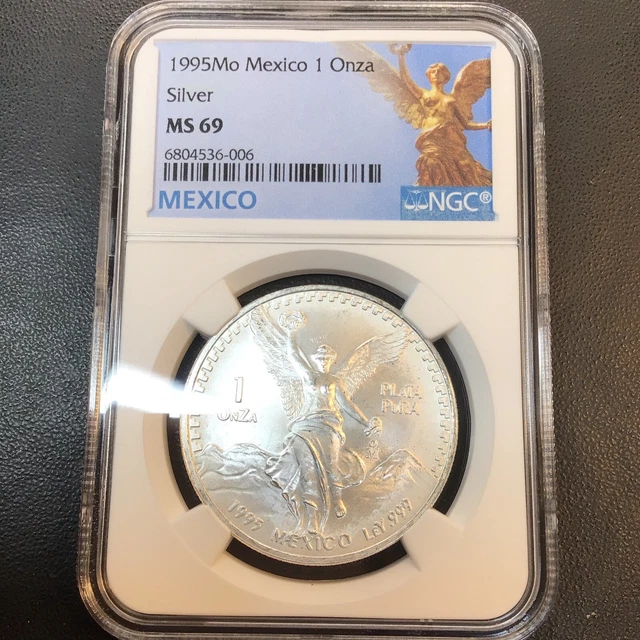 1995Mo Mexico 1 Onza
Silver
MS 69
6804536-006
MEXICO
NGC®
1
ONZA
PLATA
PURA
1995 MEXICO LEY .999